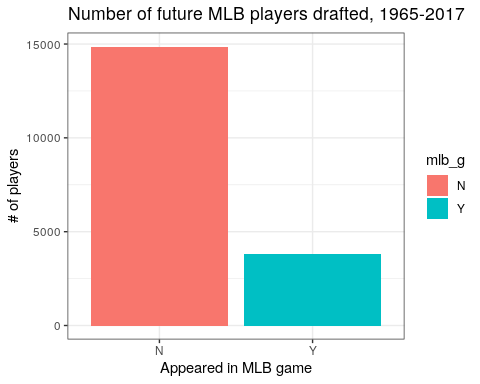 Number of future MLB players drafted, 1965-2017
15000
10000
5000
0
# of players
N
Y
Appeared in MLB game
mlb_g
N
Y